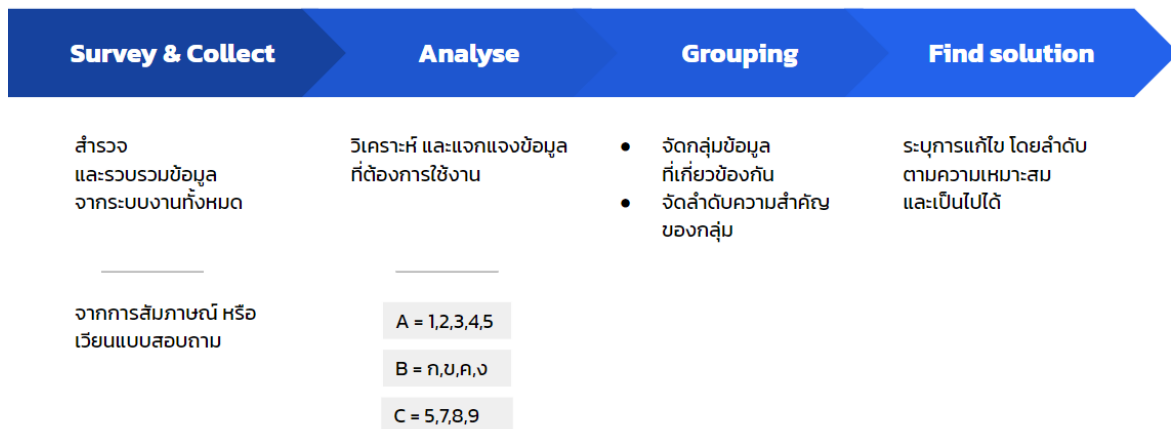 Survey & Collect
Analyse
Grouping
Find solution
สำรวจ
และรวบรวมข้อมูล
จากระบบงานทั้งหมด
จากการสัมภาษณ์ หรือ
เวียนแบบสอบถาม
วิเคราะห์ และแจกแจงข้อมูล
ที่ต้องการใช้งาน
A = 1,2,3,4,5
B = ก,ข,ค,ง
C = 5,7,8,9
● จัดกลุ่มข้อมูล
ที่เกี่ยวข้องกัน
● จัดลำดับความสำคัญ
ของกลุ่ม
ระบุการแก้ไข โดยลำดับ
ตามความเหมาะสม
และเป็นไปได้